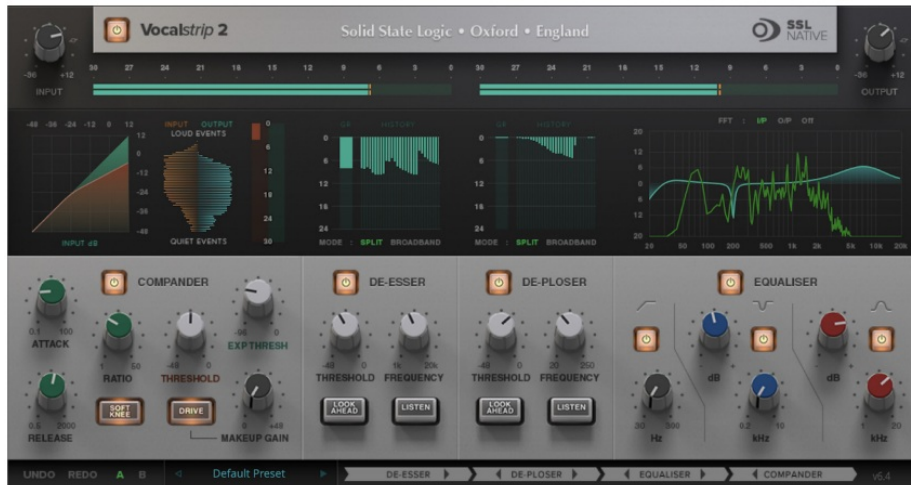 Vocalstrip 2
Solid State Logic • Oxford • England
SSL
NATIVE
-36 +12
INPUT
30 27 24 21 18 15 12 9 6 3 0
30 27 24 21 18 15 12 9 6 3 0
-36 +12
OUTPUT
-48 -36 -24 -12 0 12
12
0
-12
-24
-36
-48
INPUT dB
INPUT OUTPUT
LOUD EVENTS
QUIET EVENTS
0
3
6
9
12
18
24
30
GR HISTORY
0
6
12
18
24
MODE : SPLIT BROADBAND
GR HISTORY
0
6
12
18
24
MODE : SPLIT BROADBAND
FFT : I/P O/P Off
20
10
0
10
20
20 50 100 200 500 1k 2k 5k 10k 20k
COMPANDER
0.1 100
ATTACK
1 50
RATIO
-48 0
THRESHOLD
-96 0
EXP THRESH
0.5 2000
RELEASE
SOFT KNEE
DRIVE
0 +48
MAKEUP GAIN
DE-ESSER
-48 0
THRESHOLD
1k 20k
FREQUENCY
LOOK AHEAD
LISTEN
DE-PLOSER
-48 0
THRESHOLD
20 250
FREQUENCY
LOOK AHEAD
LISTEN
EQUALISER
30 300
Hz
dB
0.2 10
kHz
dB
1 20
kHz
UNDO REDO A B
Default Preset
DE-ESSER
DE-PLOSER
EQUALISER
COMPANDER
v6.4